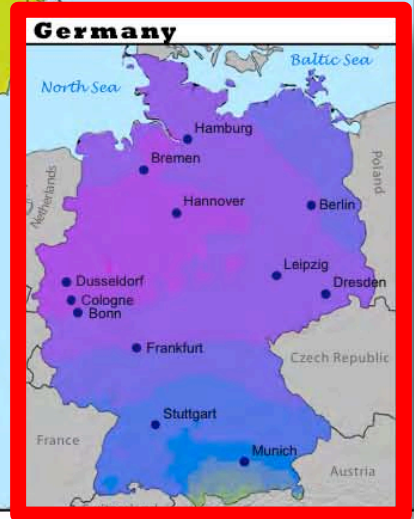 Germany
Baltic Sea
North Sea
Hamburg
Bremen
Poland
Netherlands
Hannover
Berlin
Leipzig
Dusseldorf
Dresden
Cologne
Bonn
Frankfurt
Czech Republic
Stuttgart
France
Munich
Austria